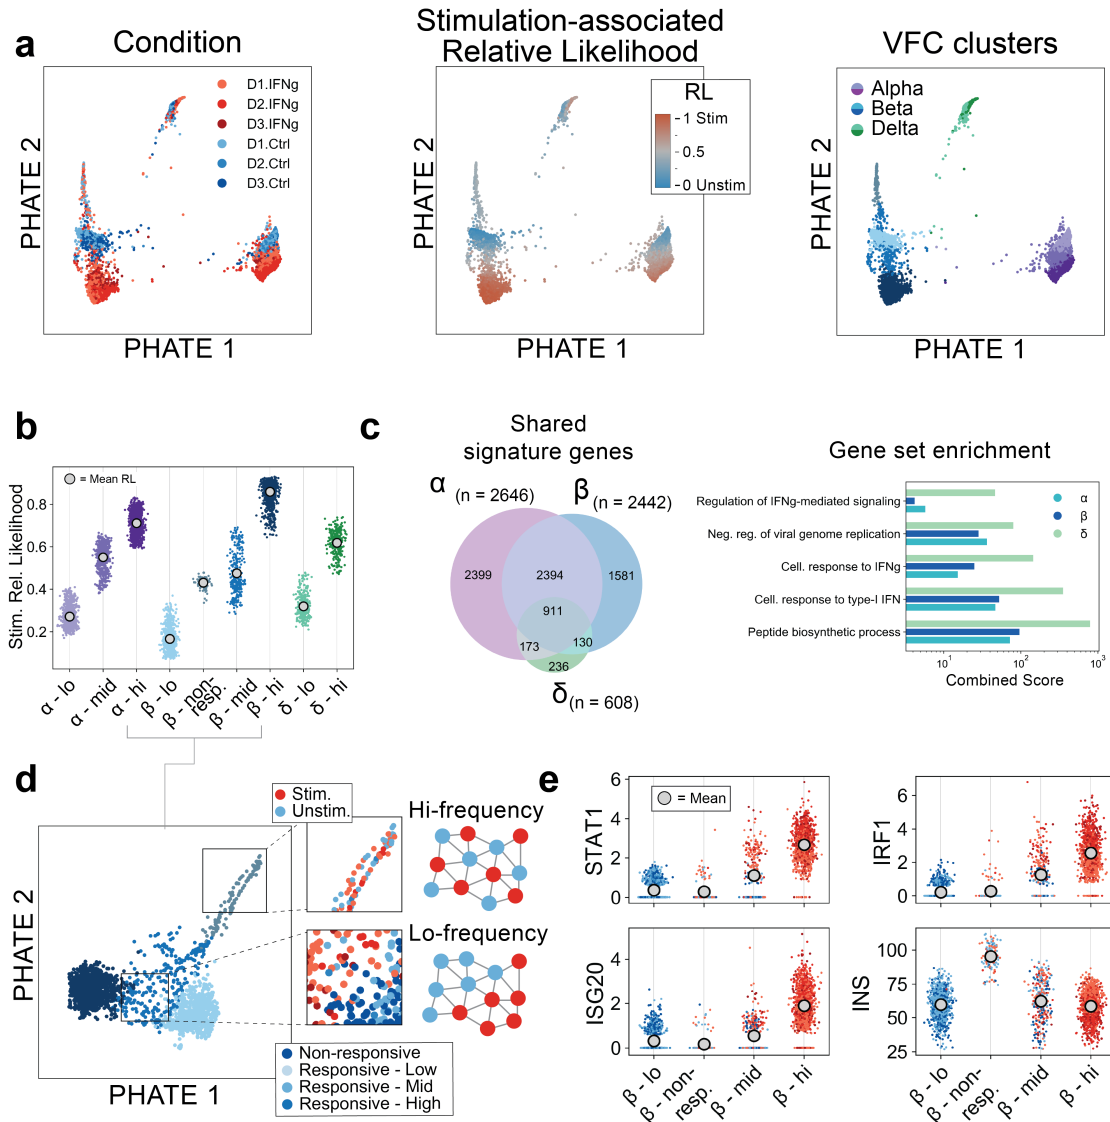 a
Condition
Stimulation-associated
Relative Likelihood
VFC clusters
D1.IFNg
D2.IFNg
D3.IFNg
D1.Ctrl
D2.Ctrl
D3.Ctrl
PHATE 2
PHATE 1
RL
1 Stim
0.5
0 Unstim
PHATE 2
PHATE 1
Alpha
Beta
Delta
PHATE 2
PHATE 1
b
= Mean RL
Stim. Rel. Likelihood
0.8
0.6
0.4
0.2
α - lo
α - mid
α - hi
β - lo
β - non-
resp.
β - mid
β - hi
δ - lo
δ - hi
c
Shared
signature genes
α (n = 2646)
β (n = 2442)
2399
2394
1581
911
173
130
236
δ (n = 608)
Gene set enrichment
Regulation of IFNg-mediated signaling
Neg. reg. of viral genome replication
Cell. response to IFNg
Cell. response to type-I IFN
Peptide biosynthetic process
α
β
δ
10¹
10²
10³
Combined Score
d
Stim.
Unstim.
Hi-frequency
Lo-frequency
PHATE 2
PHATE 1
Non-responsive
Responsive - Low
Responsive - Mid
Responsive - High
e
= Mean
STAT1
6
4
2
0
IRF1
6
4
2
0
ISG20
4
2
0
β - lo
β - non-
resp.
β - mid
β - hi
INS
100
75
50
25
β - lo
β - non-
resp.
β - mid
β - hi